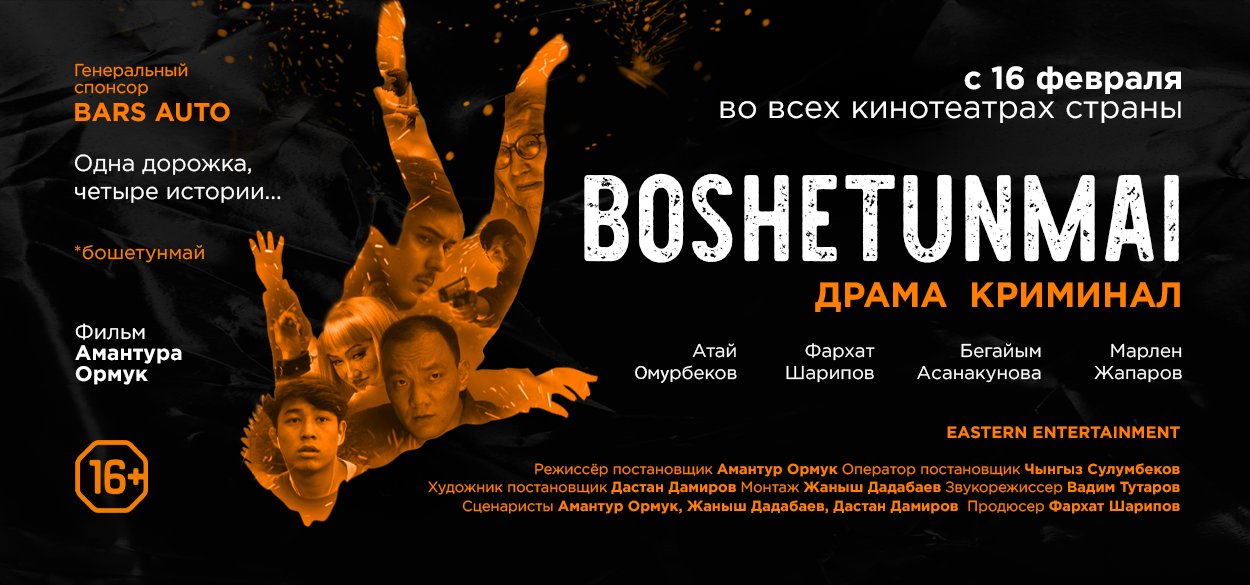 Генеральный
спонсор
BARS AUTO
Одна дорожка,
четыре истории...
*бошетунмай
Фильм
Амантура
Ормук
16+
с 16 февраля
во всех кинотеатрах страны
BOSHETUNMAI
ДРАМА КРИМИНАЛ
Атай
Омурбеков
Фархат
Шарипов
Бегайым
Асанакунова
Марлен
Жапаров
EASTERN ENTERTAINMENT
Режиссёр постановщик Амантур Ормук Оператор постановщик Чынгыз Сулумбеков
Художник постановщик Дастан Дамиров Монтаж Жаныш Дадабаев Звукорежиссер Вадим Тутаров
Сценаристы Амантур Ормук, Жаныш Дадабаев, Дастан Дамиров Продюсер Фархат Шарипов